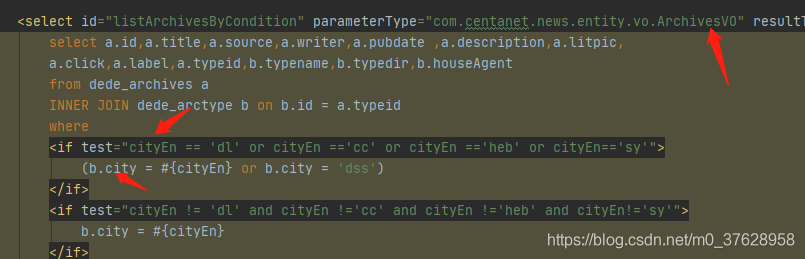 <select id="listArchivesByCondition" parameterType="com.centanet.news.entity.vo.ArchivesVO"
select a.id,a.title,a.source,a.writer,a.pubdate ,a.description,a.litpic,
a.click,a.label,a.typeid,b.typename,b.typedir,b.houseAgent
from dede_archives a
INNER JOIN dede_arctype b on b.id = a.typeid
where
<if test="cityEn == 'dl' or cityEn =='cc' or cityEn =='heb' or cityEn=='sy'">
(b.city = #{cityEn} or b.city = 'dss')
</if>
<if test="cityEn != 'dl' and cityEn !='cc' and cityEn !='heb' and cityEn!='sy'">
b.city = #{cityEn}
</if>
https://blog.csdn.net/m0_37628958